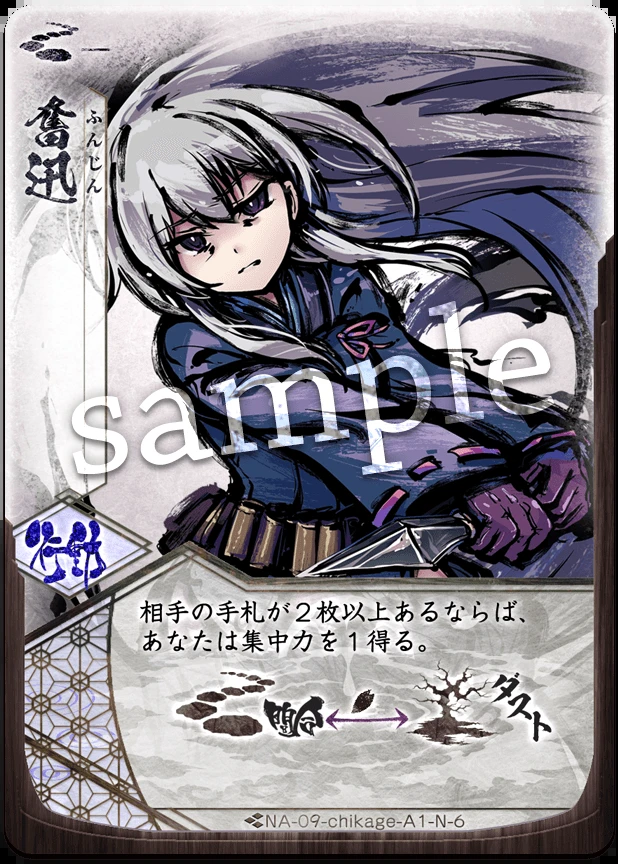 奮迅
ふんじん
sample
行動
相手の手札が２枚以上あるならば、
あなたは集中力を１得る。
間合
ダスト
NA-09-chikage-A1-N-6